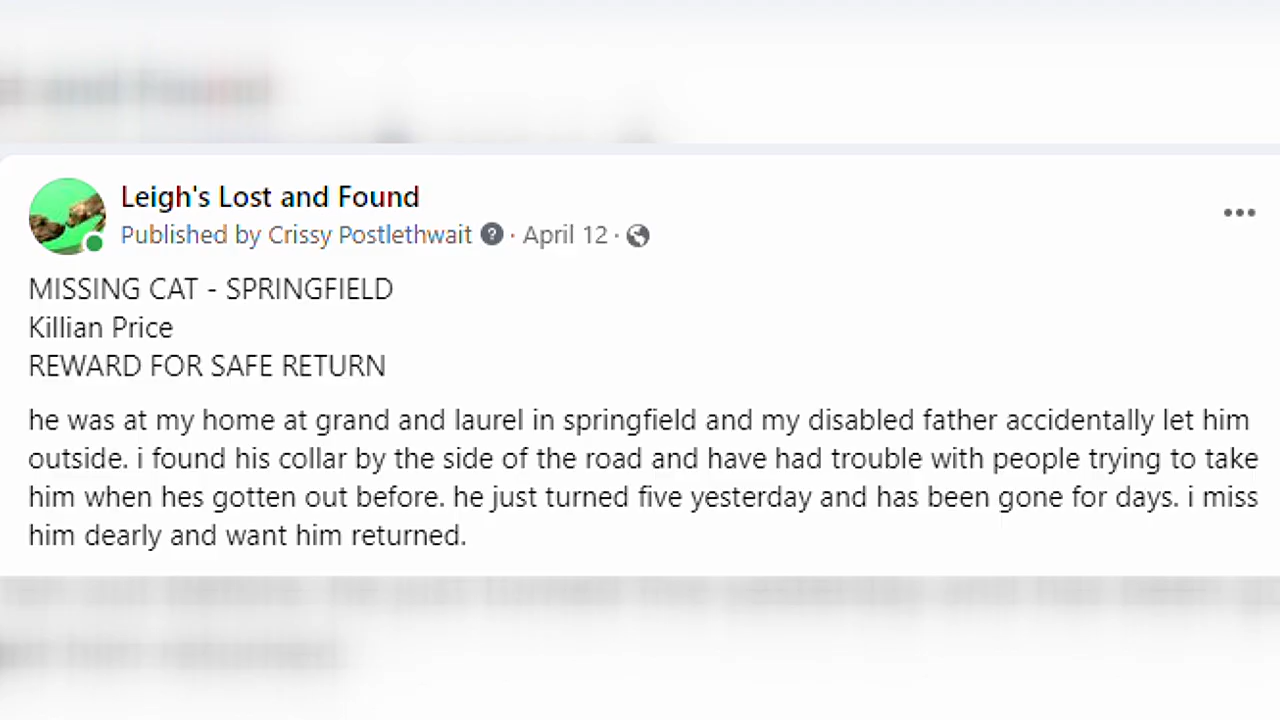 Leigh's Lost and Found
Published by Crissy Postlethwait · April 12 ·
MISSING CAT - SPRINGFIELD
Killian Price
REWARD FOR SAFE RETURN
he was at my home at grand and laurel in springfield and my disabled father accidentally let him
outside. i found his collar by the side of the road and have had trouble with people trying to take
him when hes gotten out before. he just turned five yesterday and has been gone for days. i miss
him dearly and want him returned.